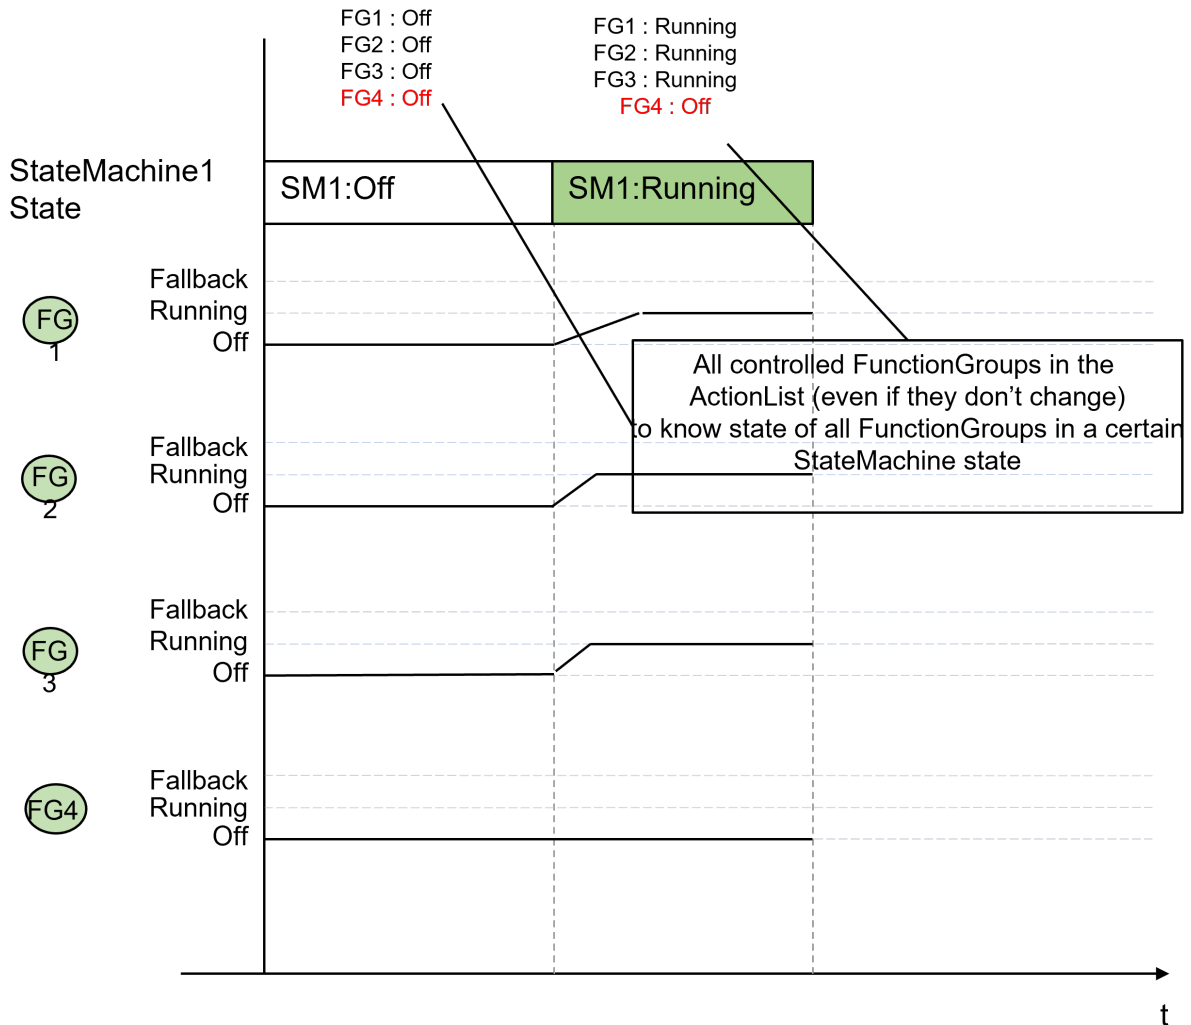 FG1 : Off
FG2 : Off
FG3 : Off
FG4 : Off
FG1 : Running
FG2 : Running
FG3 : Running
FG4 : Off
StateMachine1
State
SM1:Off
SM1:Running
Fallback
Running
Off
FG
1
All controlled FunctionGroups in the
ActionList (even if they don’t change)
to know state of all FunctionGroups in a certain
StateMachine state
Fallback
Running
Off
FG
2
Fallback
Running
Off
FG
3
Fallback
Running
Off
FG4
t